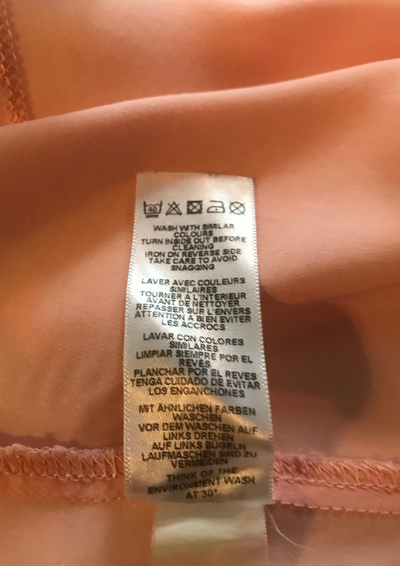 40
WASH WITH SIMILAR
COLOURS
TURN INSIDE OUT BEFORE
CLEANING
IRON ON REVERSE SIDE
TAKE CARE TO AVOID
SNAGGING
LAVER AVEC COULEURS
SIMILAIRES
TOURNER A L'INTERIEUR
AVANT DE NETTOYER
REPASSER SUR L'ENVERS
ATTENTION A BIEN EVITER
LES ACCROCS
LAVAR CON COLORES
SIMILARES
LIMPIAR SIEMPRE POR EL
REVÉS
PLANCHAR POR EL REVES
TENGA CUIDADO DE EVITAR
LOS ENGANCHONES
MIT ÄHNLICHEN FARBEN
WASCHEN
VOR DEM WASCHEN AUF
LINKS DREHEN
AUF LINKS BÜGELN
LAUFMASCHEN SIND ZU
VERMEIDEN
THINK OF THE
ENVIRONMENT WASH
AT 30°